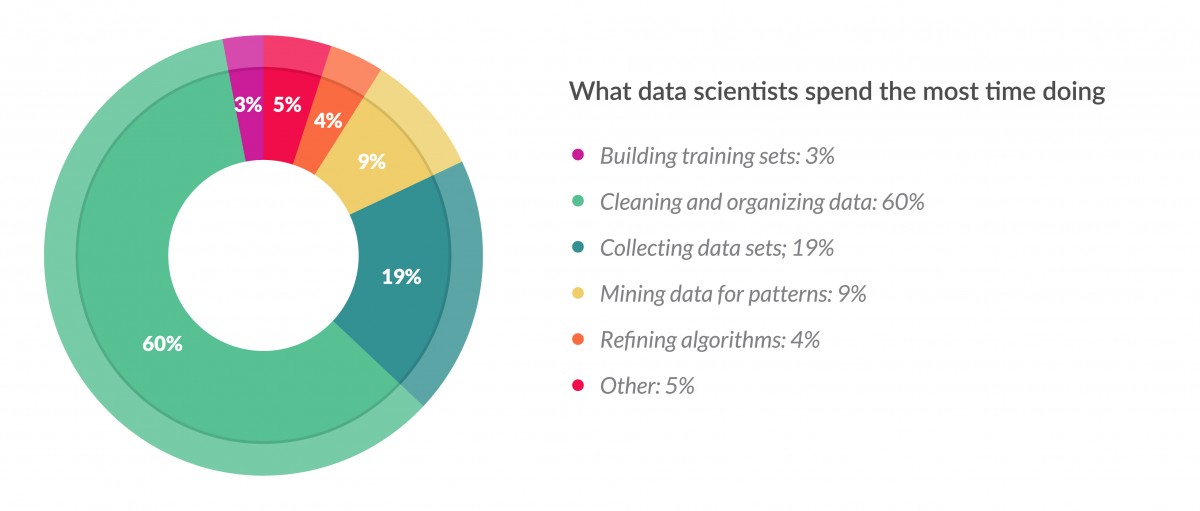 3% 5%
4%
9%
19%
60%
What data scientists spend the most time doing
Building training sets: 3%
Cleaning and organizing data: 60%
Collecting data sets; 19%
Mining data for patterns: 9%
Refining algorithms: 4%
Other: 5%